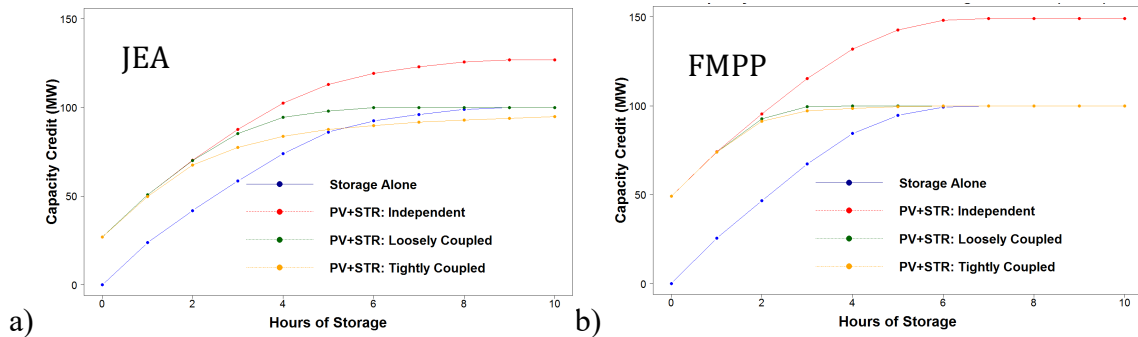 JEA
Capacity Credit (MW)
150
100
50
0
Storage Alone
PV+STR: Independent
PV+STR: Loosely Coupled
PV+STR: Tightly Coupled
0 2 4 6 8 10
Hours of Storage
a)
FMPP
Capacity Credit (MW)
150
100
50
0
Storage Alone
PV+STR: Independent
PV+STR: Loosely Coupled
PV+STR: Tightly Coupled
0 2 4 6 8 10
Hours of Storage
b)